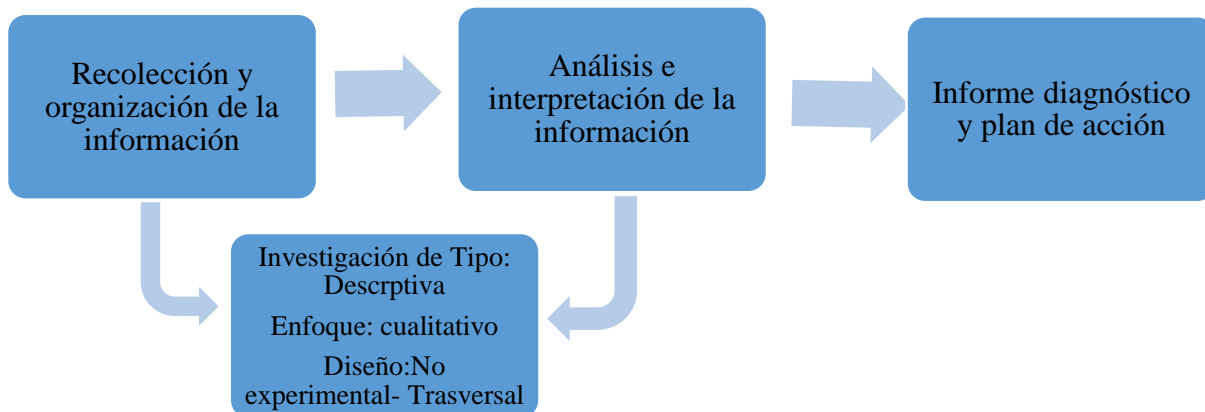 Recolección y
organización de la
información
Análisis e
interpretación de la
información
Informe diagnóstico
y plan de acción
Investigación de Tipo:
Descrptiva
Enfoque: cualitativo
Diseño:No
experimental- Trasversal